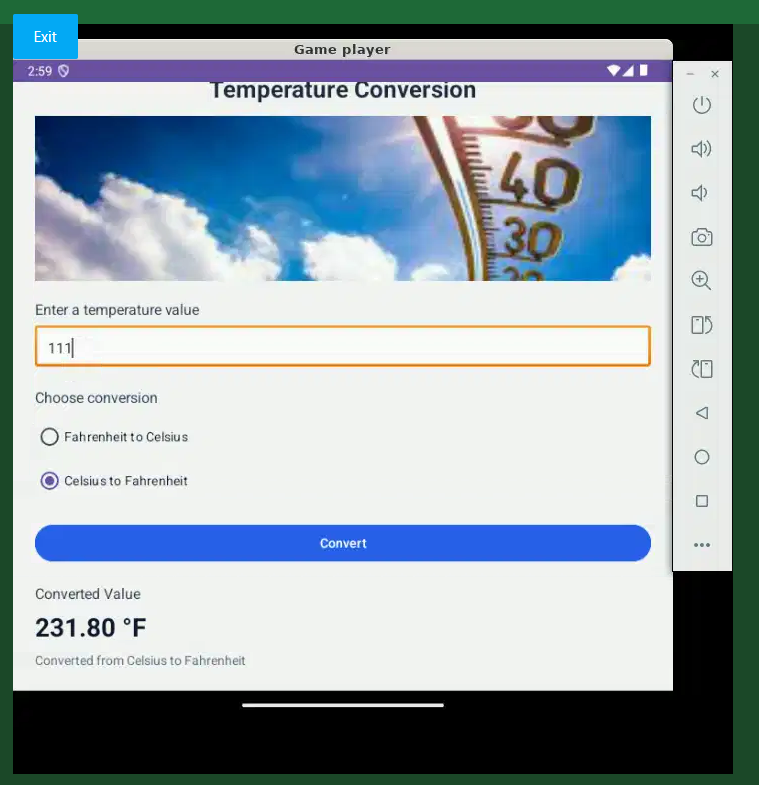 Exit
Game player
2:59
Temperature Conversion
40
30
20
Enter a temperature value
111
Choose conversion
Fahrenheit to Celsius
Celsius to Fahrenheit
Convert
Converted Value
231.80 °F
Converted from Celsius to Fahrenheit